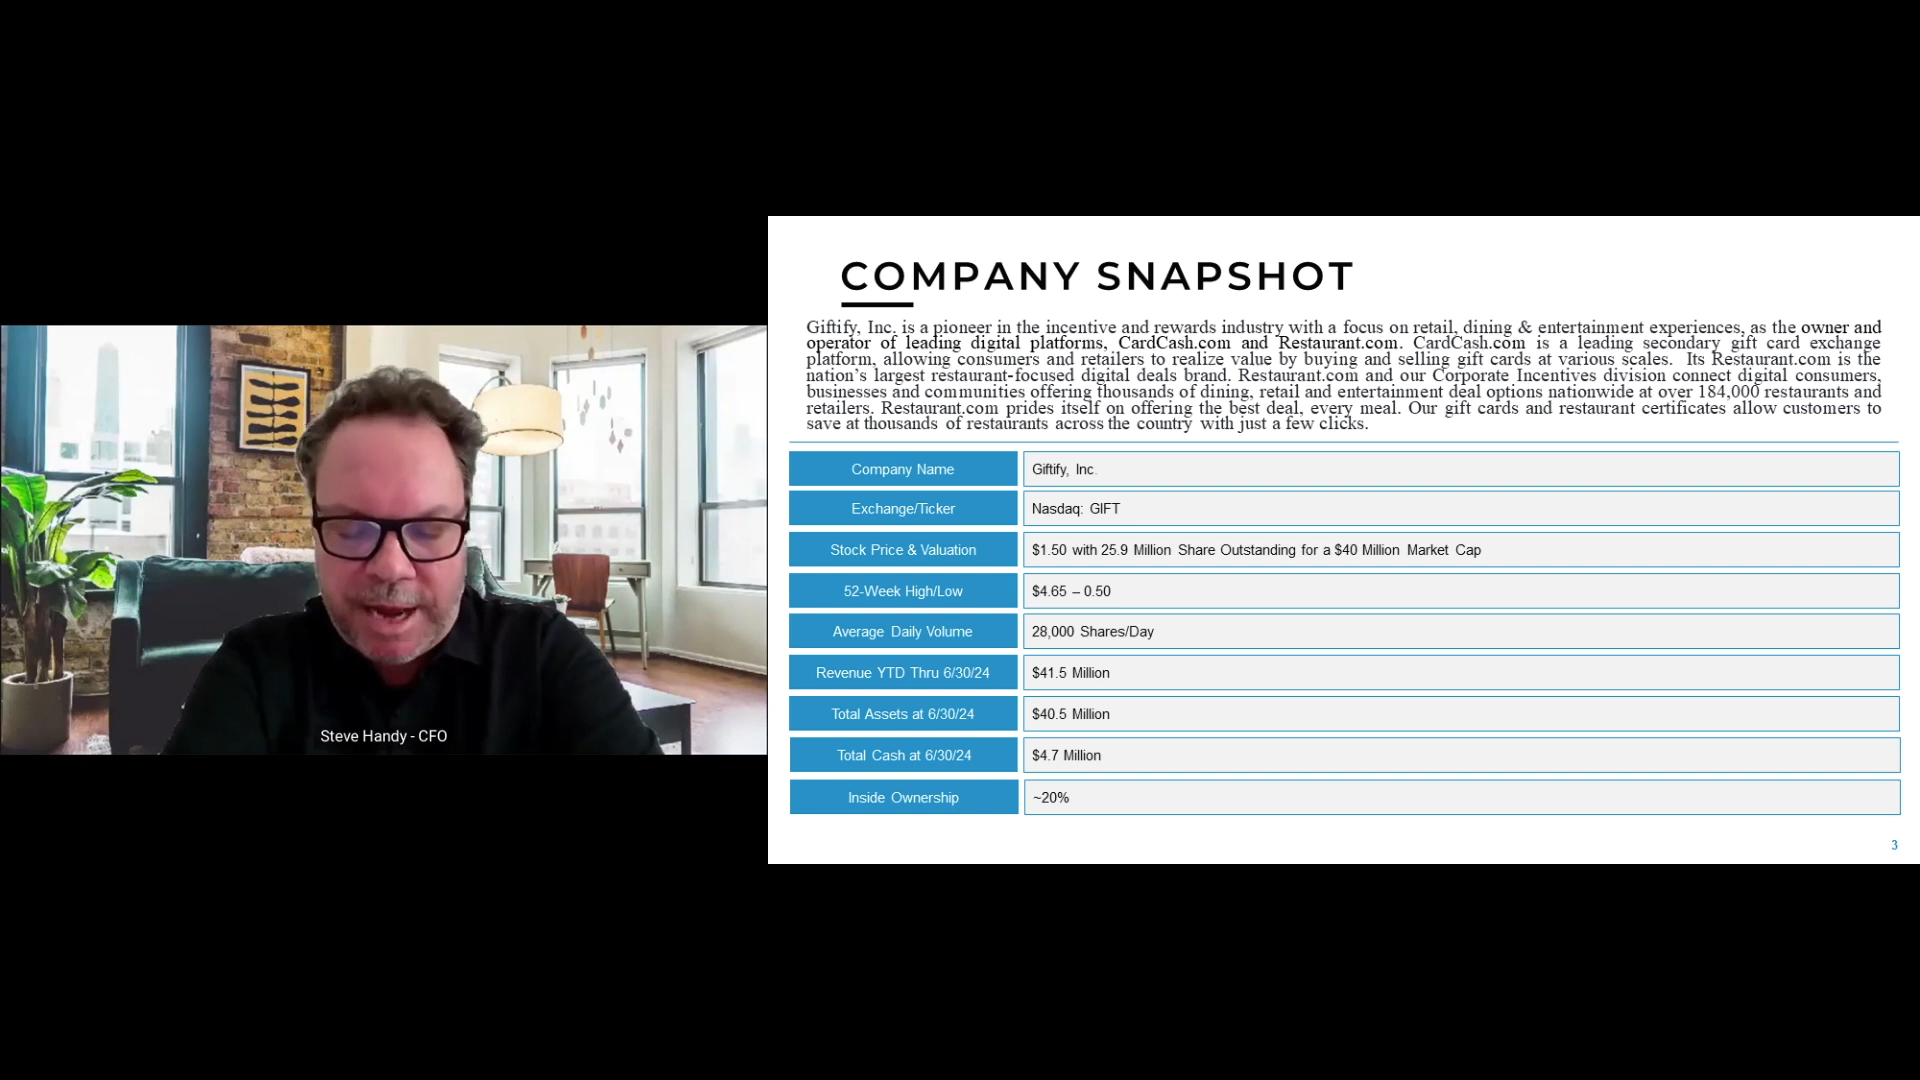 COMPANY SNAPSHOT
Giftify, Inc. is a pioneer in the incentive and rewards industry with a focus on retail, dining & entertainment experiences, as the owner and
operator of leading digital platforms, CardCash.com and Restaurant.com. CardCash.com is a leading secondary gift card exchange
platform, allowing consumers and retailers to realize value by buying and selling gift cards at various scales. Its Restaurant.com is the
nation's largest restaurant-focused digital deals brand. Restaurant.com and our Corporate Incentives division connect digital consumers,
businesses and communities offering thousands of dining, retail and entertainment deal options nationwide at over 184,000 restaurants and
retailers. Restaurant.com prides itself on offering the best deal, every meal. Our gift cards and restaurant certificates allow customers to
save at thousands of restaurants across the country with just a few clicks.
Company Name Giftify, Inc.
Exchange/Ticker Nasdaq: GIFT
Stock Price & Valuation $1.50 with 25.9 Million Share Outstanding for a $40 Million Market Cap
52-Week High/Low $4.65 – 0.50
Average Daily Volume 28,000 Shares/Day
Revenue YTD Thru 6/30/24 $41.5 Million
Total Assets at 6/30/24 $40.5 Million
Total Cash at 6/30/24 $4.7 Million
Inside Ownership ~20%
3
Steve Handy - CFO